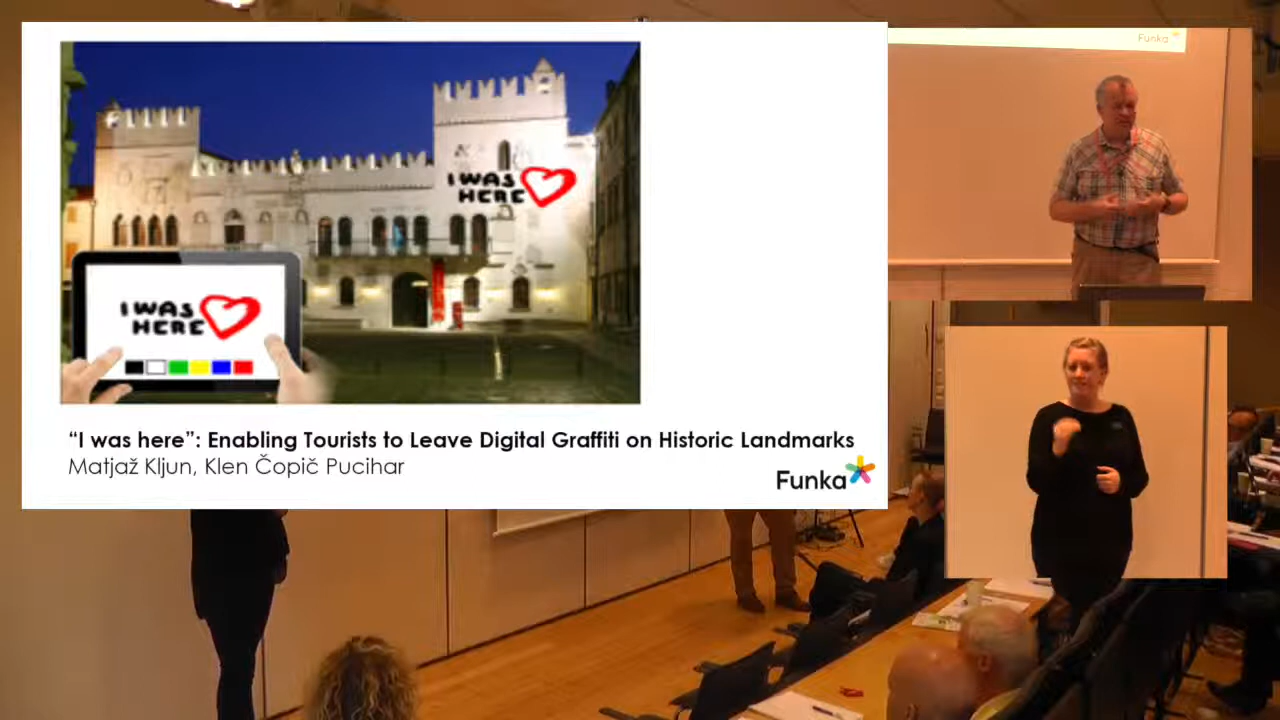 Funka
I WAS
HERE
I WAS
HERE
“I was here”: Enabling Tourists to Leave Digital Graffiti on Historic Landmarks
Matjaž Kljun, Klen Čopič Pucihar
Funka